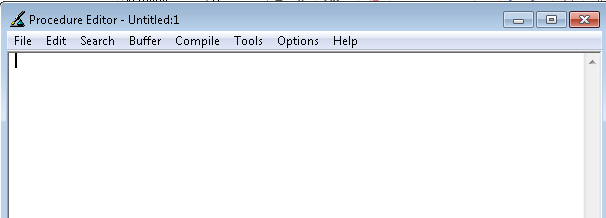 Procedure Editor - Untitled:1
File Edit Search Buffer Compile Tools Options Help